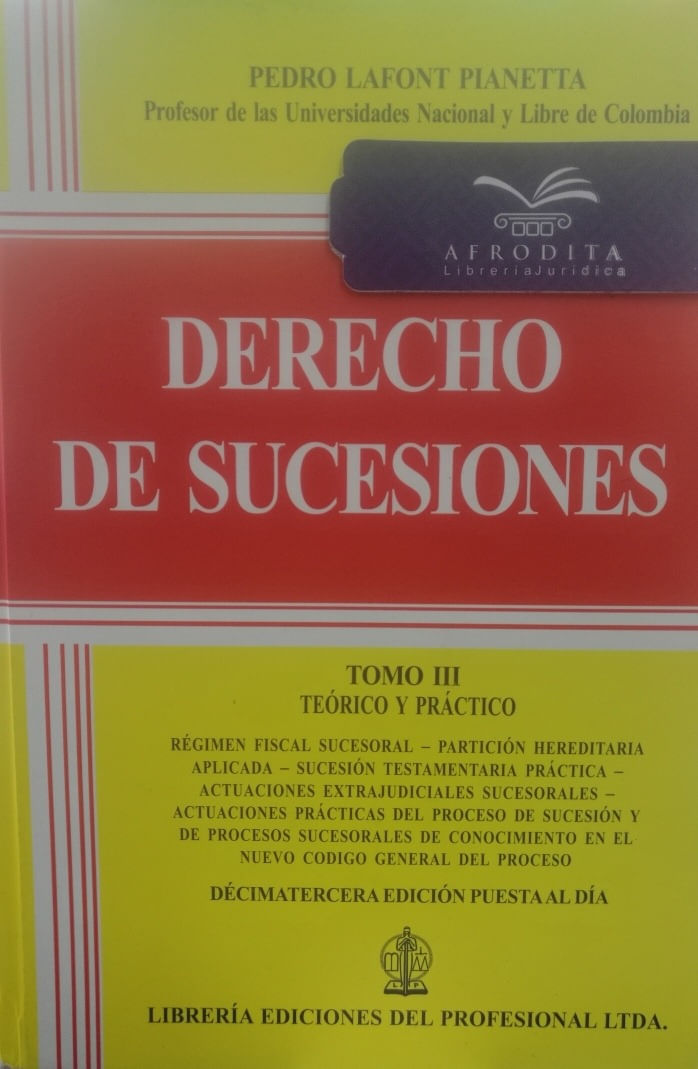 PEDRO LAFONT PIANETTA
Profesor de las Universidades Nacional y Libre de Colombia
AFRODITA
LibreríaJurídica
DERECHO
DE SUCESIONES
TOMO III
TEÓRICO Y PRÁCTICO
RÉGIMEN FISCAL SUCESORAL – PARTICIÓN HEREDITARIA
APLICADA – SUCESIÓN TESTAMENTARIA PRÁCTICA –
ACTUACIONES EXTRAJUDICIALES SUCESORALES –
ACTUACIONES PRÁCTICAS DEL PROCESO DE SUCESIÓN Y
DE PROCESOS SUCESORALES DE CONOCIMIENTO EN EL
NUEVO CODIGO GENERAL DEL PROCESO
DÉCIMATERCERA EDICIÓN PUESTA AL DÍA
L P
LIBRERÍA EDICIONES DEL PROFESIONAL LTDA.